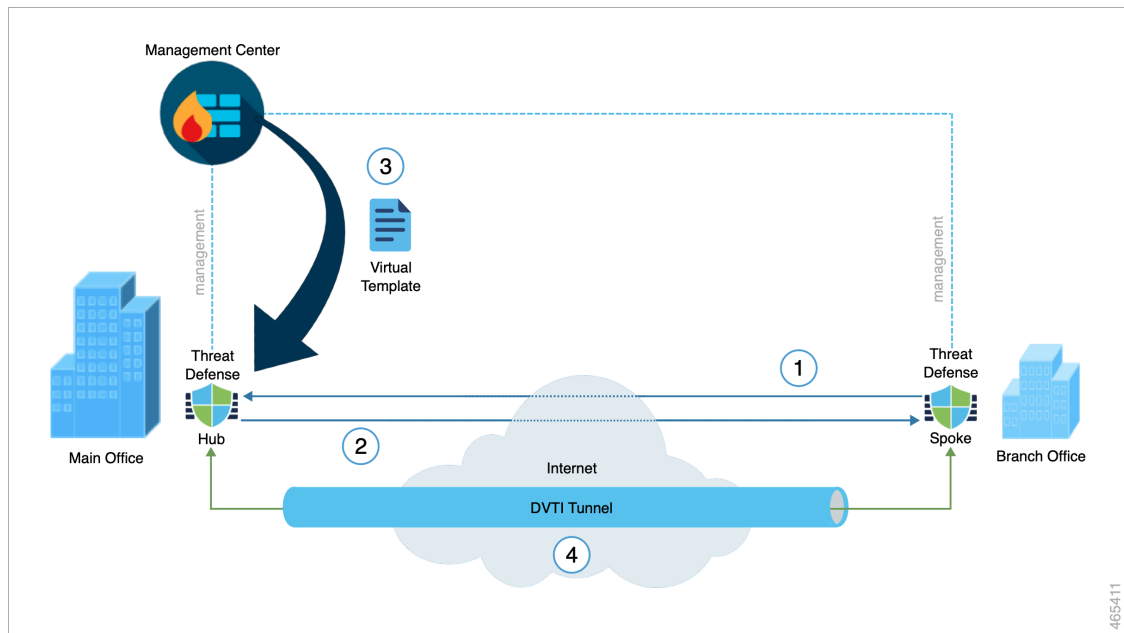 Management Center
3
Virtual
Template
management
management
Threat
Defense
Hub
Main Office
1
2
Threat
Defense
Spoke
Branch Office
Internet
DVTI Tunnel
4
465411